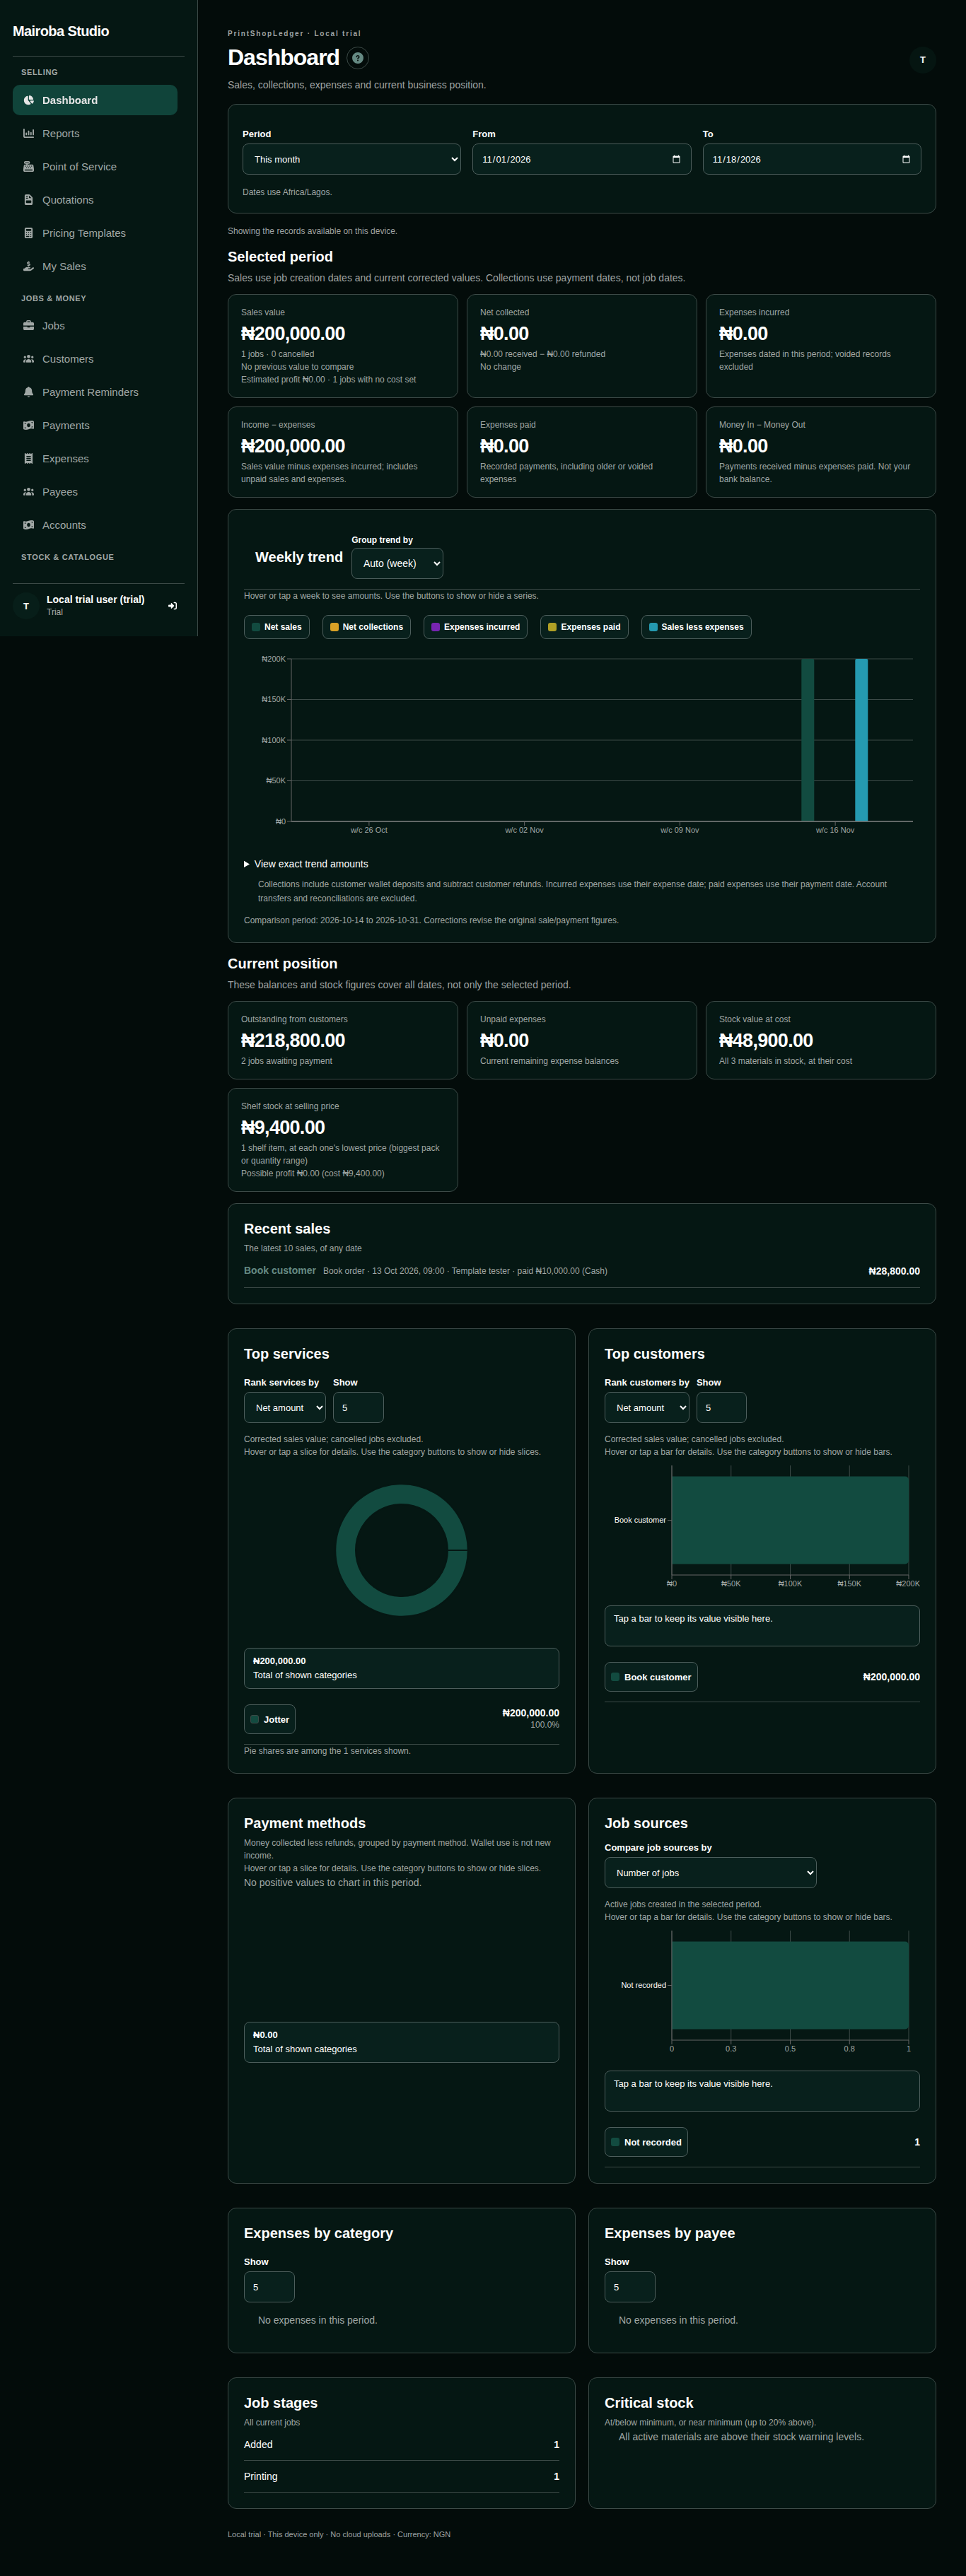 Mairoba Studio
SELLING
Dashboard
Reports
Point of Service
Quotations
Pricing Templates
My Sales
JOBS & MONEY
Jobs
Customers
Payment Reminders
Payments
Expenses
Payees
Accounts
STOCK & CATALOGUE
T
Local trial user (trial)
Trial
PrintShopLedger · Local trial
Dashboard ?
T
Sales, collections, expenses and current business position.
Period
This month
From
11/01/2026
To
11/18/2026
Dates use Africa/Lagos.
Showing the records available on this device.
Selected period
Sales use job creation dates and current corrected values. Collections use payment dates, not job dates.
Sales value
₦200,000.00
1 jobs · 0 cancelled
No previous value to compare
Estimated profit ₦0.00 · 1 jobs with no cost set
Net collected
₦0.00
₦0.00 received − ₦0.00 refunded
No change
Expenses incurred
₦0.00
Expenses dated in this period; voided records
excluded
Income − expenses
₦200,000.00
Sales value minus expenses incurred; includes
unpaid sales and expenses.
Expenses paid
₦0.00
Recorded payments, including older or voided
expenses
Money In − Money Out
₦0.00
Payments received minus expenses paid. Not your
bank balance.
Weekly trend
Group trend by
Auto (week)
Hover or tap a week to see amounts. Use the buttons to show or hide a series.
Net sales
Net collections
Expenses incurred
Expenses paid
Sales less expenses
₦200K
₦150K
₦100K
₦50K
₦0
w/c 26 Oct
w/c 02 Nov
w/c 09 Nov
w/c 16 Nov
View exact trend amounts
Collections include customer wallet deposits and subtract customer refunds. Incurred expenses use their expense date; paid expenses use their payment date. Account
transfers and reconciliations are excluded.
Comparison period: 2026-10-14 to 2026-10-31. Corrections revise the original sale/payment figures.
Current position
These balances and stock figures cover all dates, not only the selected period.
Outstanding from customers
₦218,800.00
2 jobs awaiting payment
Unpaid expenses
₦0.00
Current remaining expense balances
Stock value at cost
₦48,900.00
All 3 materials in stock, at their cost
Shelf stock at selling price
₦9,400.00
1 shelf item, at each one's lowest price (biggest pack
or quantity range)
Possible profit ₦0.00 (cost ₦9,400.00)
Recent sales
The latest 10 sales, of any date
Book customer Book order · 13 Oct 2026, 09:00 · Template tester · paid ₦10,000.00 (Cash) ₦28,800.00
Top services
Rank services by
Net amount
Show
5
Corrected sales value; cancelled jobs excluded.
Hover or tap a slice for details. Use the category buttons to show or hide slices.
₦200,000.00
Total of shown categories
Jotter
₦200,000.00
100.0%
Pie shares are among the 1 services shown.
Top customers
Rank customers by
Net amount
Show
5
Corrected sales value; cancelled jobs excluded.
Hover or tap a bar for details. Use the category buttons to show or hide bars.
Book customer
₦0
₦50K
₦100K
₦150K
₦200K
Tap a bar to keep its value visible here.
Book customer
₦200,000.00
Payment methods
Money collected less refunds, grouped by payment method. Wallet use is not new
income.
Hover or tap a slice for details. Use the category buttons to show or hide slices.
No positive values to chart in this period.
₦0.00
Total of shown categories
Job sources
Compare job sources by
Number of jobs
Active jobs created in the selected period.
Hover or tap a bar for details. Use the category buttons to show or hide bars.
Not recorded
0
0.3
0.5
0.8
1
Tap a bar to keep its value visible here.
Not recorded
1
Expenses by category
Show
5
No expenses in this period.
Expenses by payee
Show
5
No expenses in this period.
Job stages
All current jobs
Added 1
Printing 1
Critical stock
At/below minimum, or near minimum (up to 20% above).
All active materials are above their stock warning levels.
Local trial · This device only · No cloud uploads · Currency: NGN